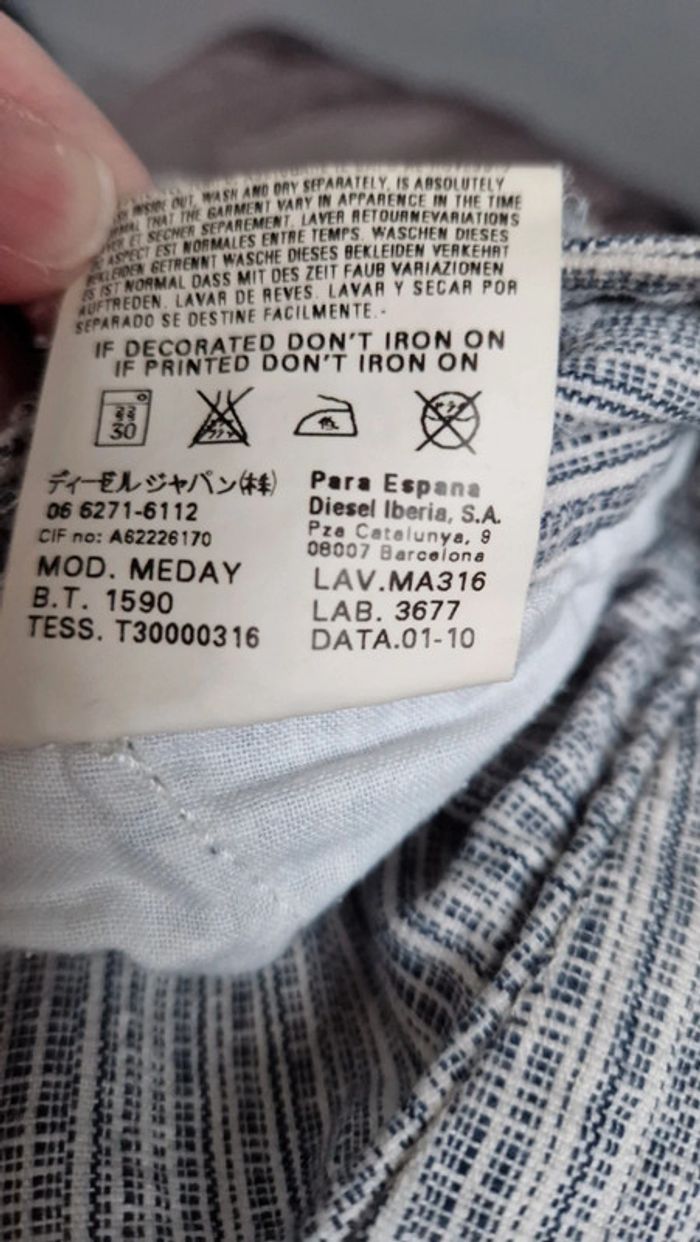 INSIDE OUT, WASH AND DRY SEPARATELY, IS ABSOLUTELY
THAT THE GARMENT VARY IN APPARENCE IN THE TIME
ET SECHER SEPAREMENT. LAVER RETOURNEVARIATIONS
ASPECT EST NORMALES ENTRE TEMPS. WASCHEN DIESES
BEKLEIDEN GETRENNT WASCHE DIESES BEKLEIDEN VERKEHRT
ES IST NORMAL DASS MIT DES ZEIT FAUB VARIAZIONEN
AUFTREDEN. LAVAR DE REVES. LAVAR Y SECAR POR
SEPARADO SE DESTINE FACILMENTE.-
IF DECORATED DON'T IRON ON
IF PRINTED DON'T IRON ON
30
ディーゼルジャパン(株)
06 6271-6112
CIF no: A62226170
MOD. MEDAY
B.T. 1590
TESS. T30000316
Para Espana
Diesel Iberia, S.A.
Pza Catalunya, 9
08007 Barcelona
LAV.MA316
LAB. 3677
DATA.01-10